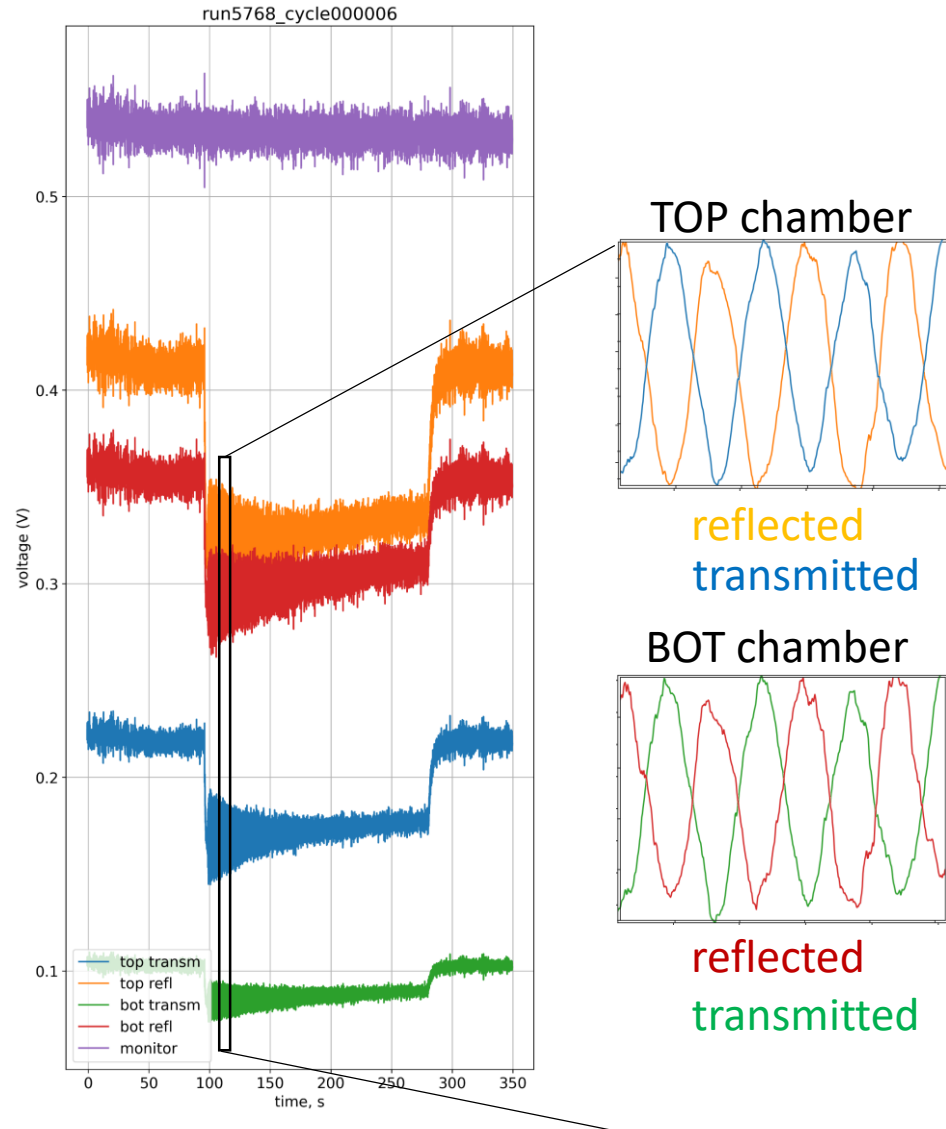 run5768_cycle000006
voltage (V)
0.5
0.4
0.3
0.2
0.1
top transm
top refl
bot transm
bot refl
monitor
0 50 100 150 200 250 300 350
time, s
TOP chamber
reflected
transmitted
BOT chamber
reflected
transmitted